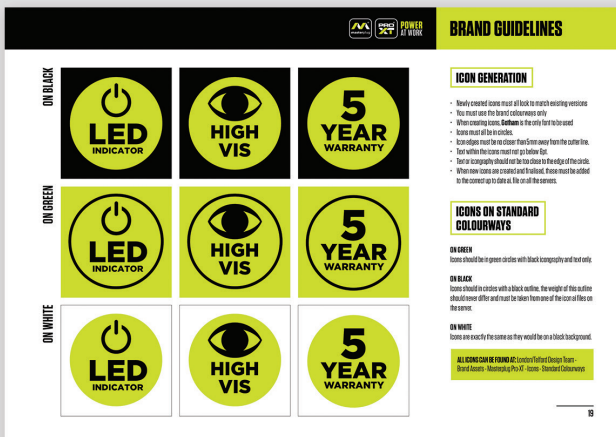 masterplug
PRO
XT
POWER
AT WORK
BRAND GUIDELINES
ON BLACK
LED
INDICATOR
HIGH
VIS
5
YEAR
WARRANTY
ON GREEN
LED
INDICATOR
HIGH
VIS
5
YEAR
WARRANTY
ON WHITE
LED
INDICATOR
HIGH
VIS
5
YEAR
WARRANTY
ICON GENERATION
• Newly created icons must all look to match existing versions
• You must use the brand colourways only
• When creating icons, Gotham is the only font to be used
• Icons must all be in circles.
• Icon edges must be no closer than 5mm away from the cutter line.
• Text within the icons must not go below 6pt.
• Text or icongraphy should not be too close to the edge of the circle.
• When new icons are created and finalised, these must be added
to the correct up to date ai. file on all the servers.
ICONS ON STANDARD
COLOURWAYS
ON GREEN
Icons should be in green circles with black icongraphy and text only.
ON BLACK
Icons should in circles with a black outline, the weight of this outline
should never differ and must be taken from one of the icon ai files on
the server.
ON WHITE
Icons are exactly the same as they would be on a black background.
ALL ICONS CAN BE FOUND AT: London/Telford Design Team -
Brand Assets - Masterplug Pro-XT - Icons - Standard Colourways
19